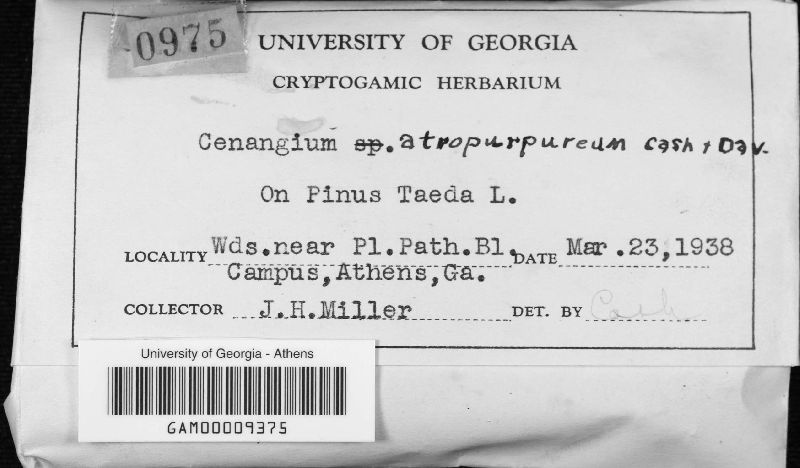 0975
UNIVERSITY OF GEORGIA
CRYPTOGAMIC HERBARIUM
Cenangium sp. atropurpureum Cash + Dav.
On Pinus Taeda L.
LOCALITY Wds.near Pl.Path.Bl. DATE Mar.23,1938
Campus,Athens,Ga.
COLLECTOR J.H.Miller DET. BY Cash
University of Georgia - Athens
GAM00009375